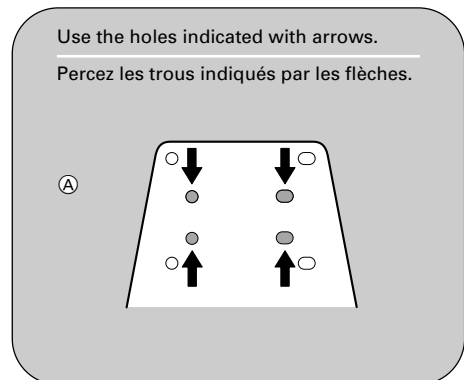 Use the holes indicated with arrows.
Percez les trous indiqués par les flèches.
A